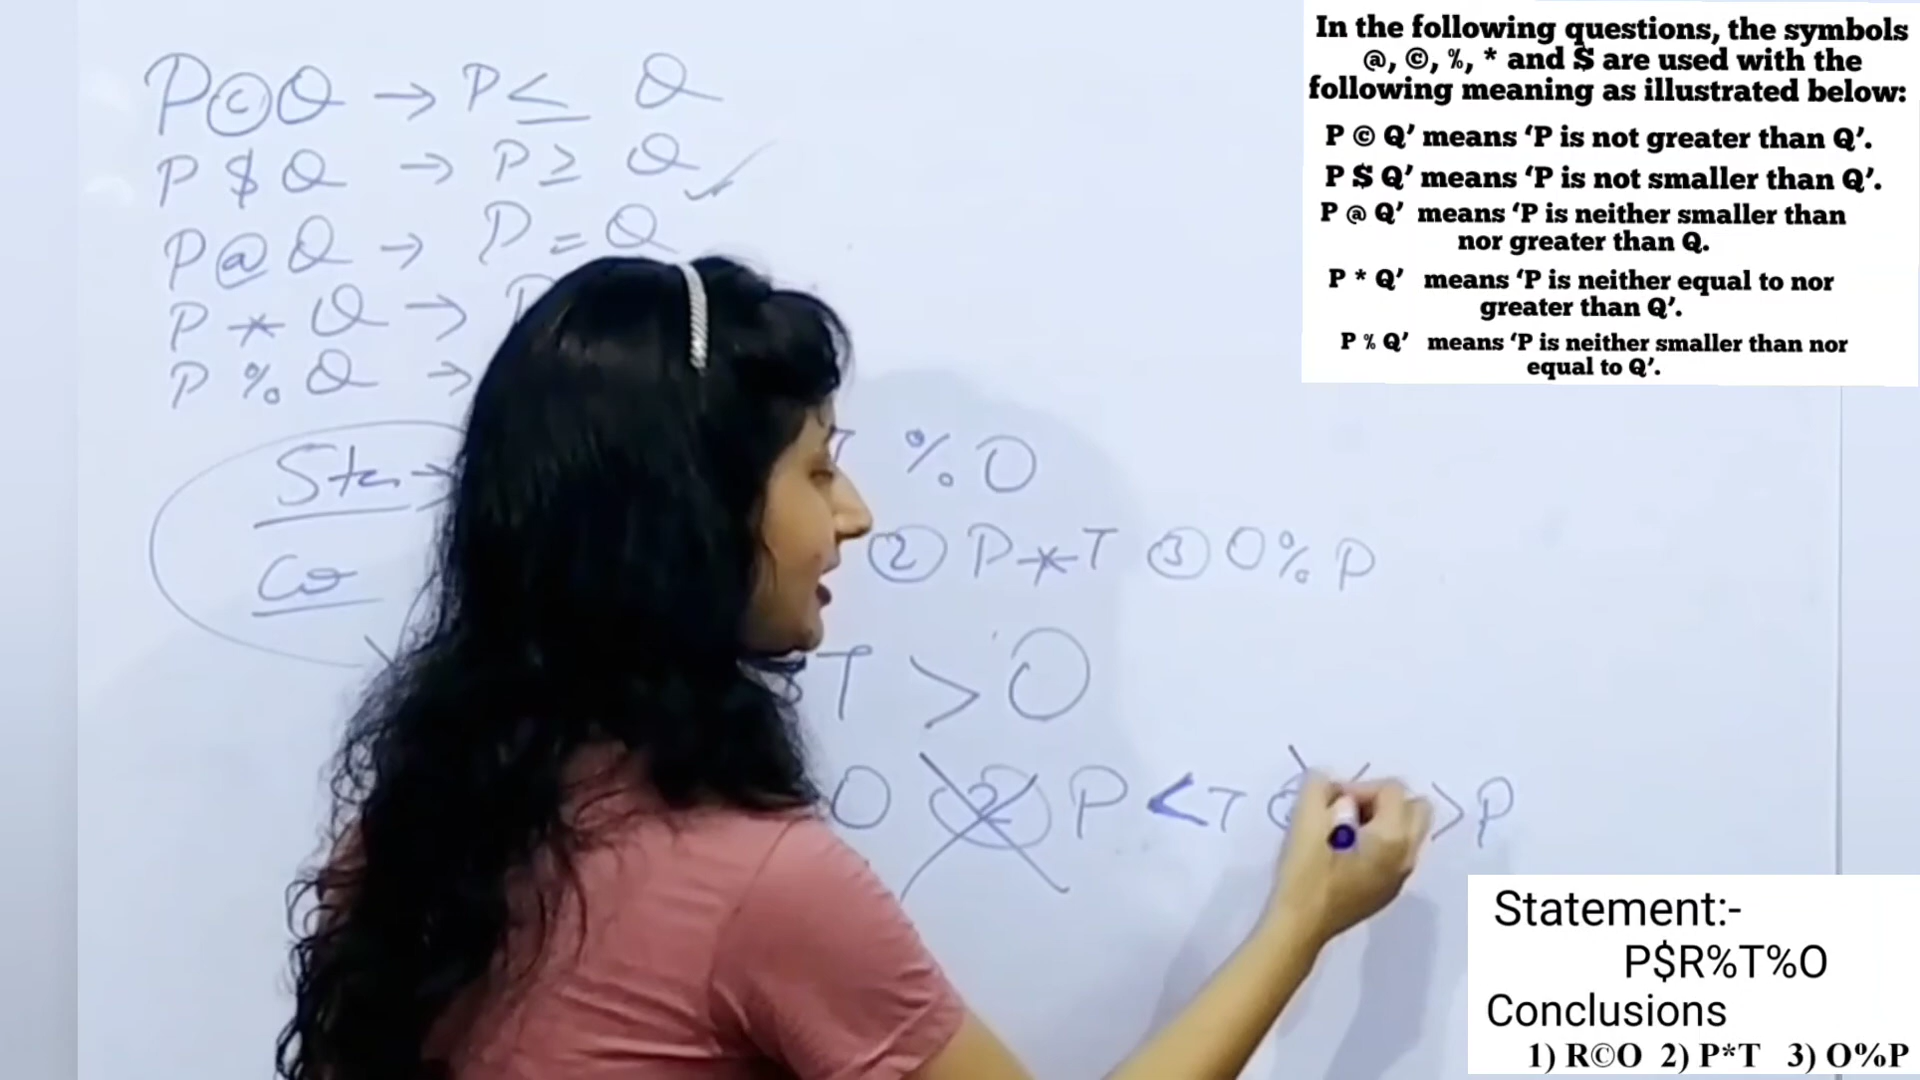 P©Q → P ≤ Q
P $ Q → P ≥ Q ✓
P@Q → P = Q
P * Q → P
P % Q →
Sta →
T % O
Co
② P * T ③ O % P
T > O
O ② P < T > P
In the following questions, the symbols
@, ©, %, * and $ are used with the
following meaning as illustrated below:
P © Q’ means ‘P is not greater than Q’.
P $ Q’ means ‘P is not smaller than Q’.
P @ Q’ means ‘P is neither smaller than
nor greater than Q.
P * Q’ means ‘P is neither equal to nor
greater than Q’.
P % Q’ means ‘P is neither smaller than nor
equal to Q’.
Statement:-
P$R%T%O
Conclusions
1) R©O 2) P*T 3) O%P